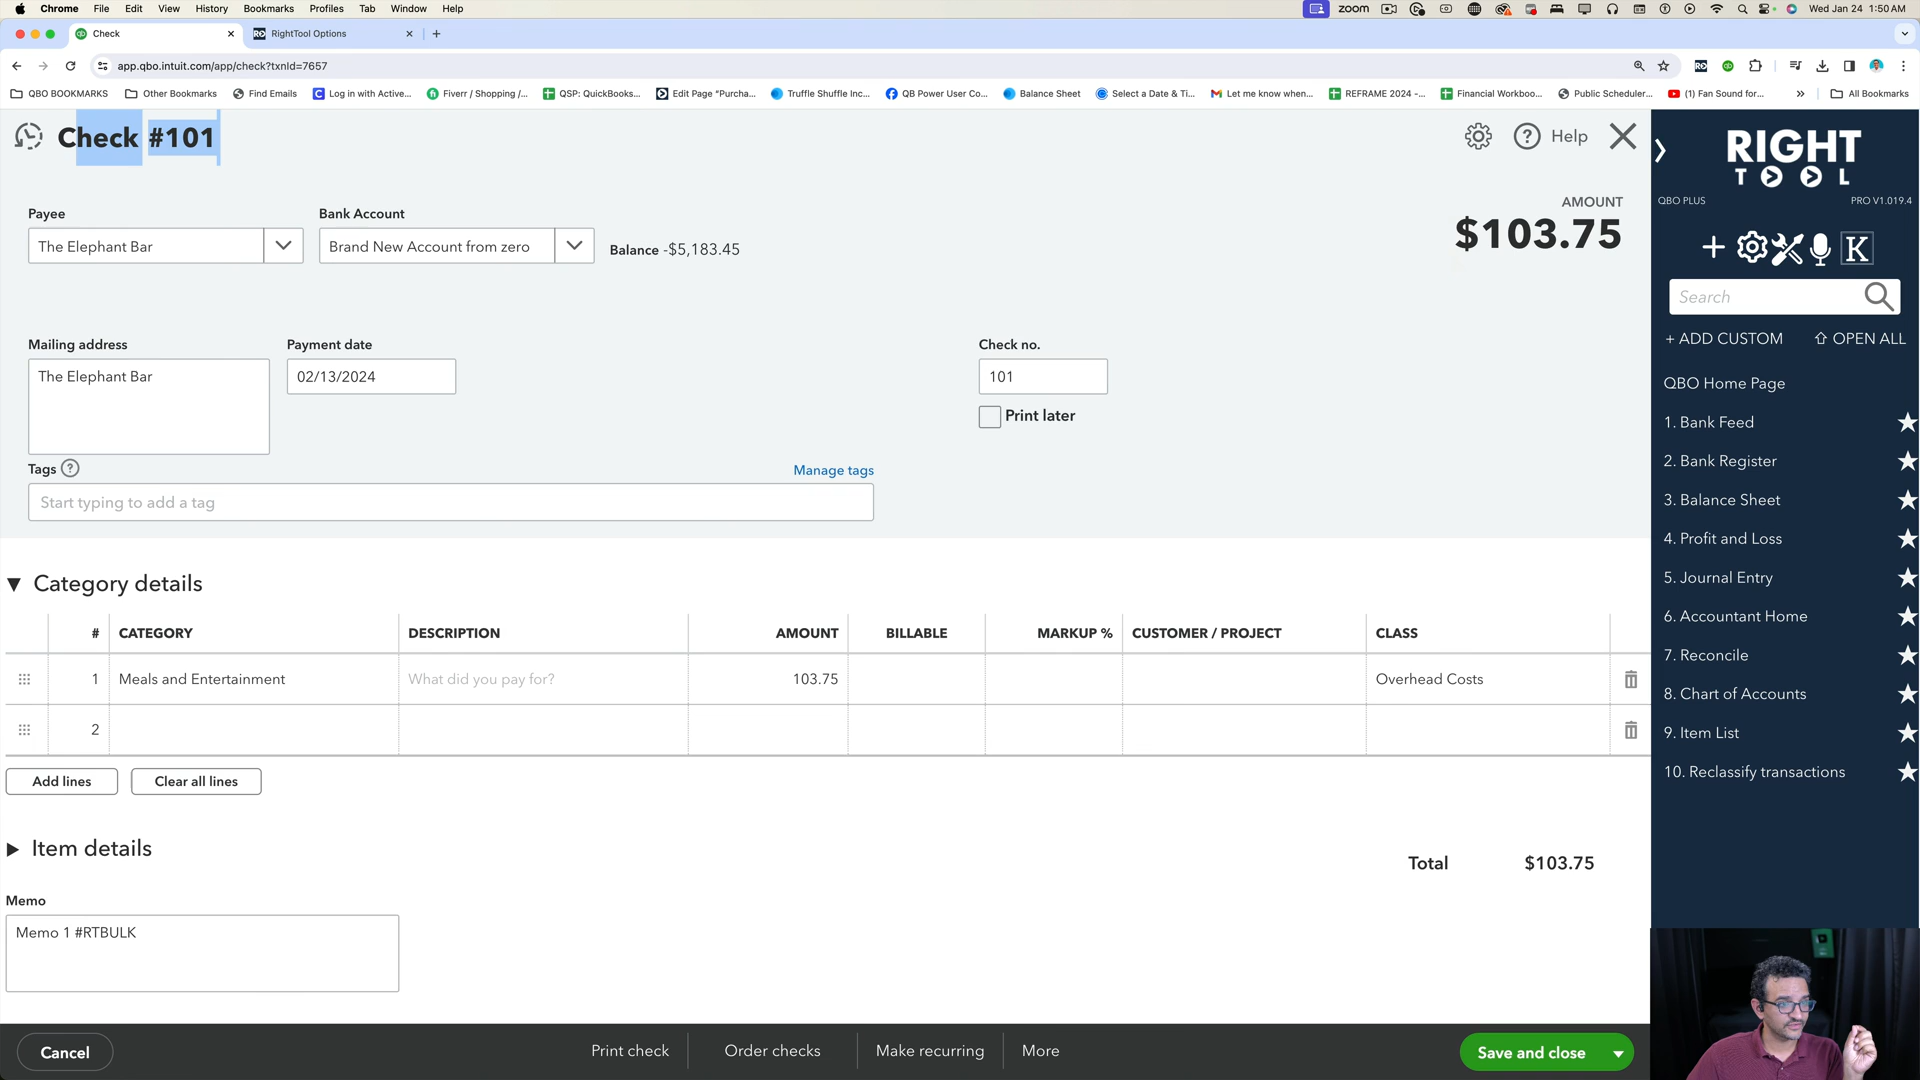 Chrome File Edit View History Bookmarks Profiles Tab Window Help zoom Wed Jan 24 1:50 AM
Check RightTool Options
app.qbo.intuit.com/app/check?txnId=7657
QBO BOOKMARKS Other Bookmarks Find Emails Log in with Active... Fiverr / Shopping /... QSP: QuickBooks... Edit Page "Purcha... Truffle Shuffle Inc... QB Power User Co... Balance Sheet Select a Date & Ti... Let me know when... REFRAME 2024 -... Financial Workboo... Public Scheduler... (1) Fan Sound for... » All Bookmarks
Check #101
Help
Payee
The Elephant Bar
Bank Account
Brand New Account from zero
Balance -$5,183.45
AMOUNT
$103.75
Mailing address
The Elephant Bar
Payment date
02/13/2024
Check no.
101
Print later
Tags ?
Manage tags
Start typing to add a tag
Category details
# CATEGORY DESCRIPTION AMOUNT BILLABLE MARKUP % CUSTOMER / PROJECT CLASS
1 Meals and Entertainment What did you pay for? 103.75 Overhead Costs
2
Add lines Clear all lines
Item details
Total $103.75
Memo
Memo 1 #RTBULK
Cancel Print check Order checks Make recurring More Save and close
RIGHT
TOOL
QBO PLUS PRO V1.019.4
K
Search
+ ADD CUSTOM OPEN ALL
QBO Home Page
1. Bank Feed
2. Bank Register
3. Balance Sheet
4. Profit and Loss
5. Journal Entry
6. Accountant Home
7. Reconcile
8. Chart of Accounts
9. Item List
10. Reclassify transactions